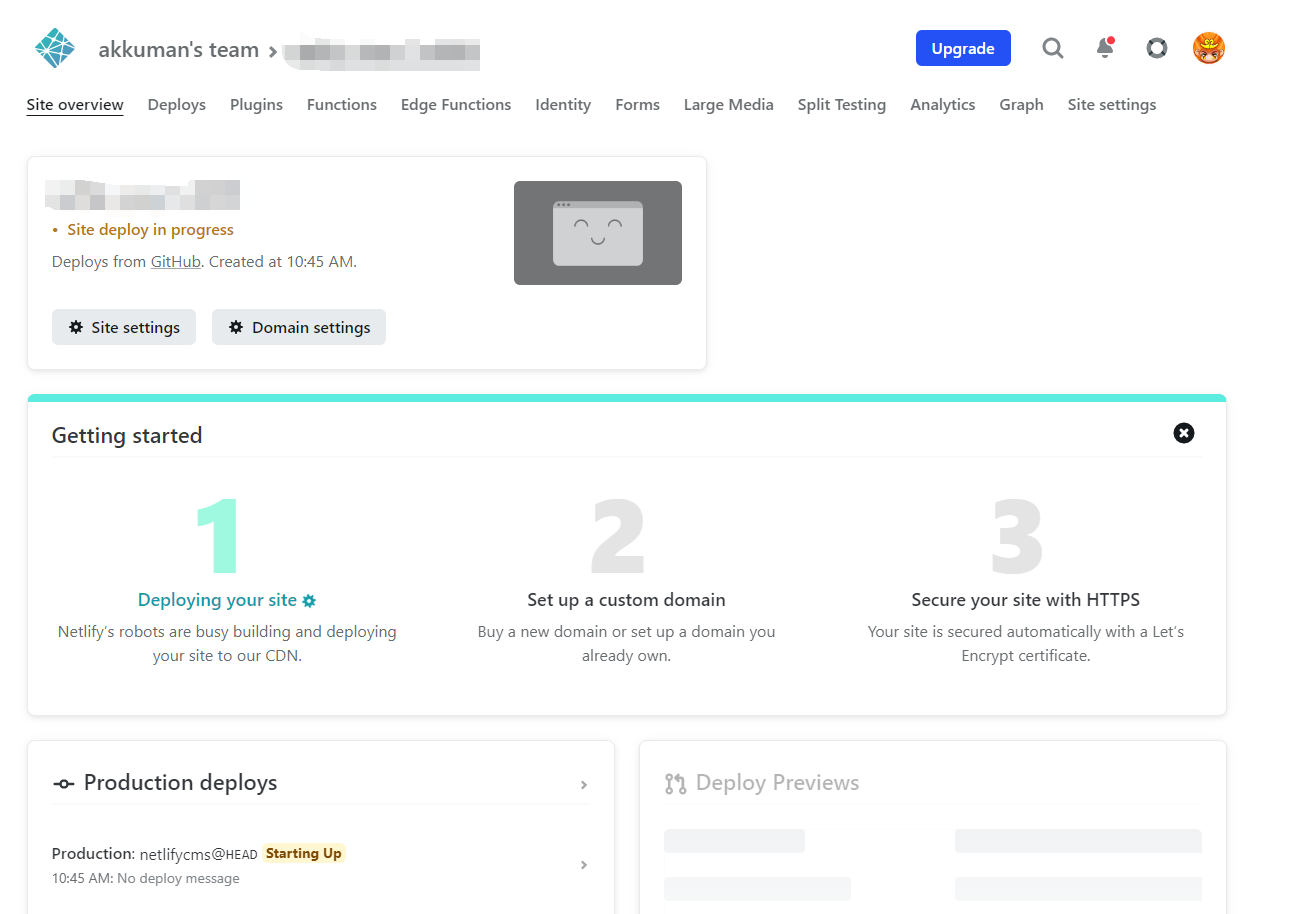 akkuman's team
Upgrade
Site overview Deploys Plugins Functions Edge Functions Identity Forms Large Media Split Testing Analytics Graph Site settings
• Site deploy in progress
Deploys from GitHub. Created at 10:45 AM.
Site settings Domain settings
Getting started
1 2 3
Deploying your site
Netlify’s robots are busy building and deploying
your site to our CDN.
Set up a custom domain
Buy a new domain or set up a domain you
already own.
Secure your site with HTTPS
Your site is secured automatically with a Let’s
Encrypt certificate.
Production deploys
Production: netlifycms@HEAD Starting Up
10:45 AM: No deploy message
Deploy Previews